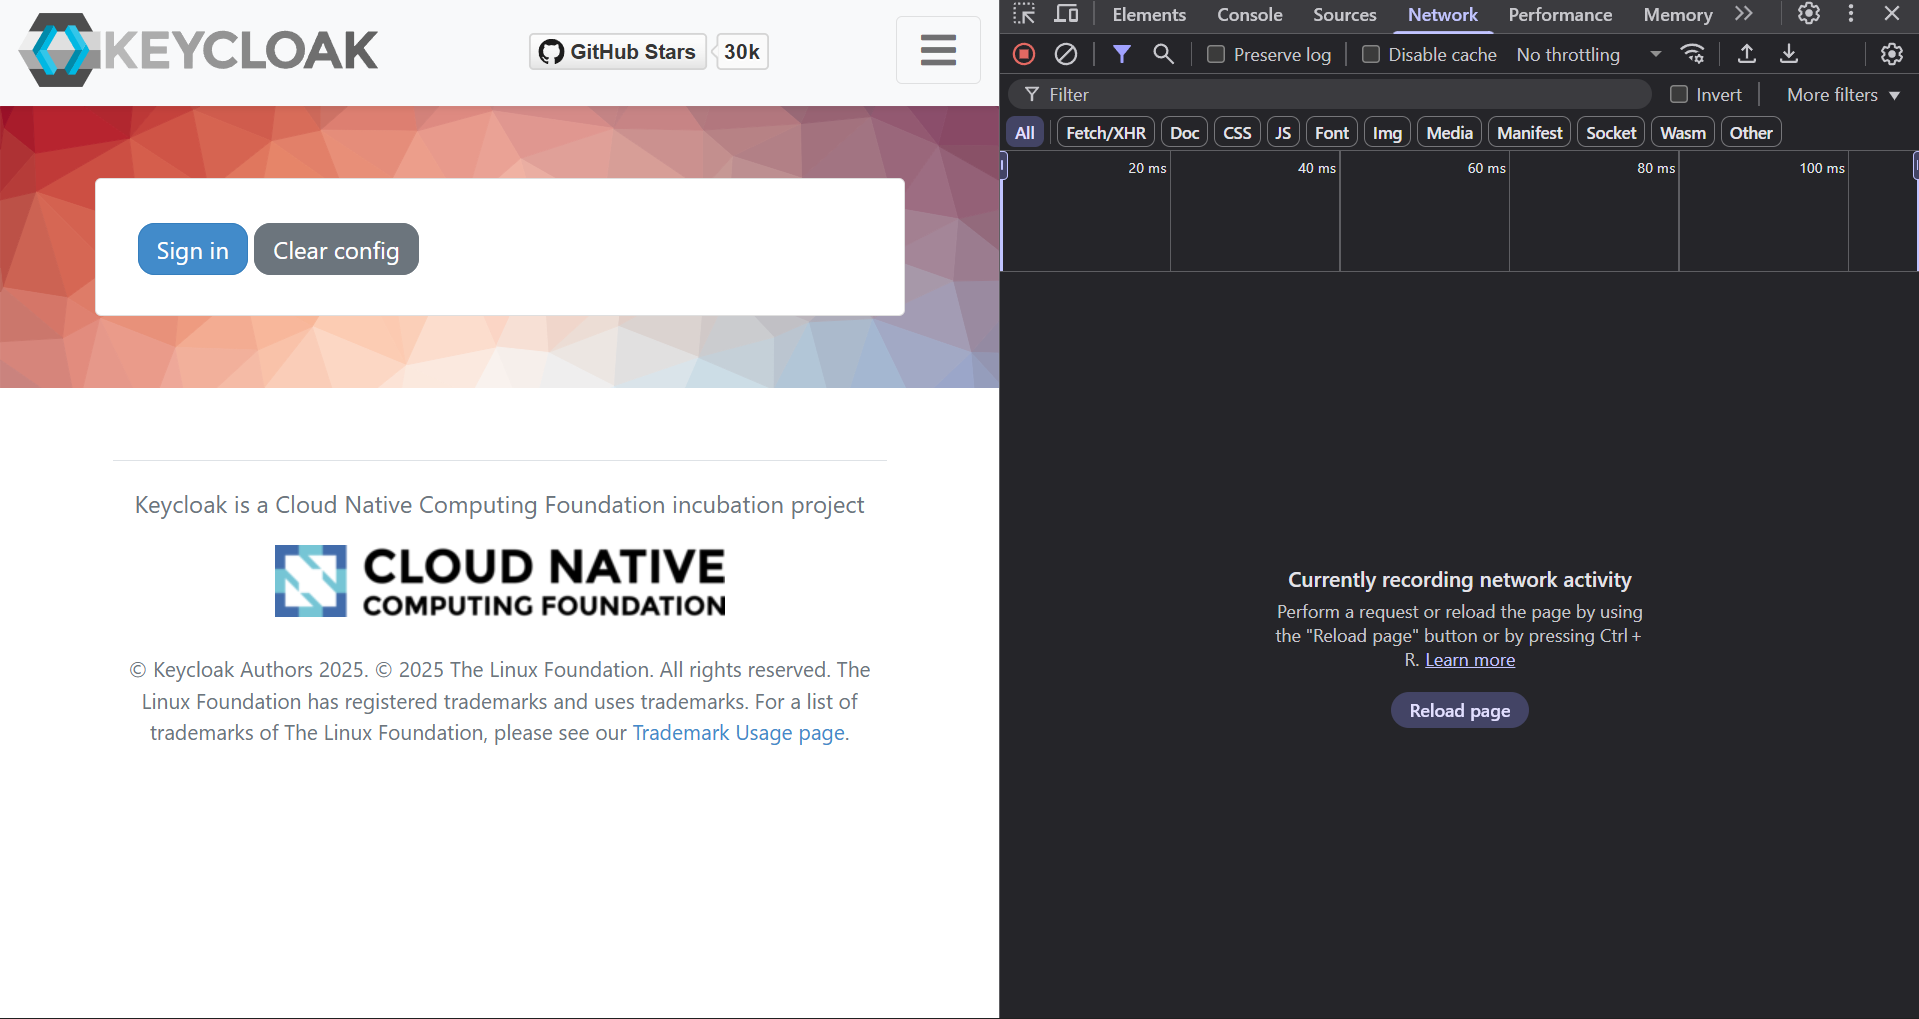 KEYCLOAK
GitHub Stars
30k
Sign in
Clear config
Keycloak is a Cloud Native Computing Foundation incubation project
CLOUD NATIVE
COMPUTING FOUNDATION
© Keycloak Authors 2025. © 2025 The Linux Foundation. All rights reserved. The
Linux Foundation has registered trademarks and uses trademarks. For a list of
trademarks of The Linux Foundation, please see our Trademark Usage page.
Elements Console Sources Network Performance Memory
Preserve log Disable cache No throttling
Filter Invert More filters
All Fetch/XHR Doc CSS JS Font Img Media Manifest Socket Wasm Other
20 ms 40 ms 60 ms 80 ms 100 ms
Currently recording network activity
Perform a request or reload the page by using
the "Reload page" button or by pressing Ctrl +
R. Learn more
Reload page